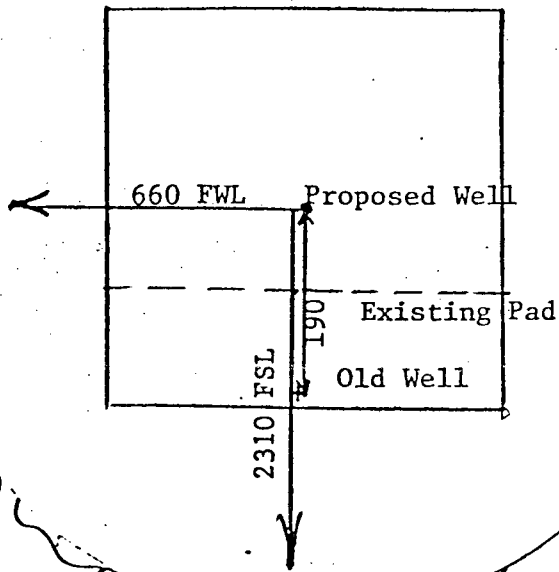 660 FWL
Proposed Well
190
Existing Pad
Old Well
2310 FSL